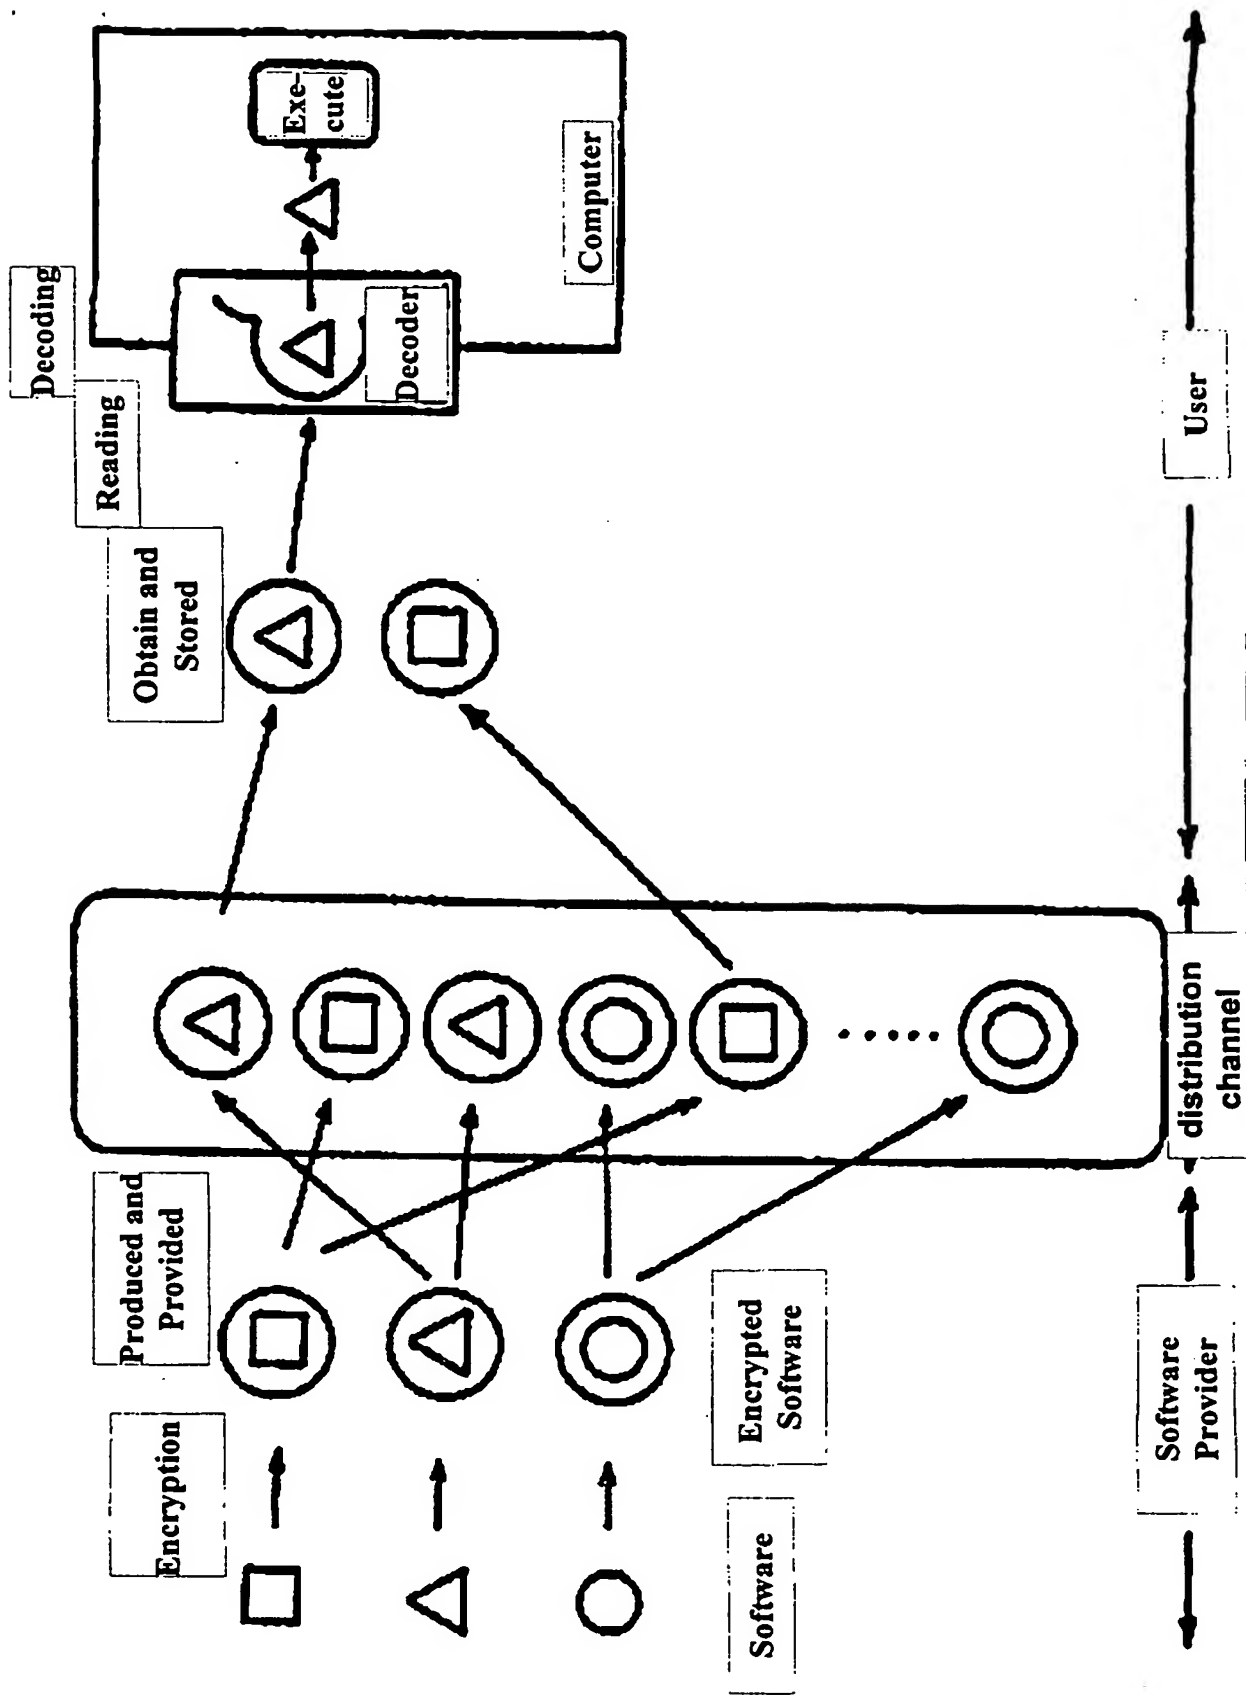 Encryption
Produced and
Provided
Obtain and
Stored
Reading
Decoding
Exe-
cute
Decoder
Computer
Software
Encrypted
Software
Software
Provider
distribution
channel
User